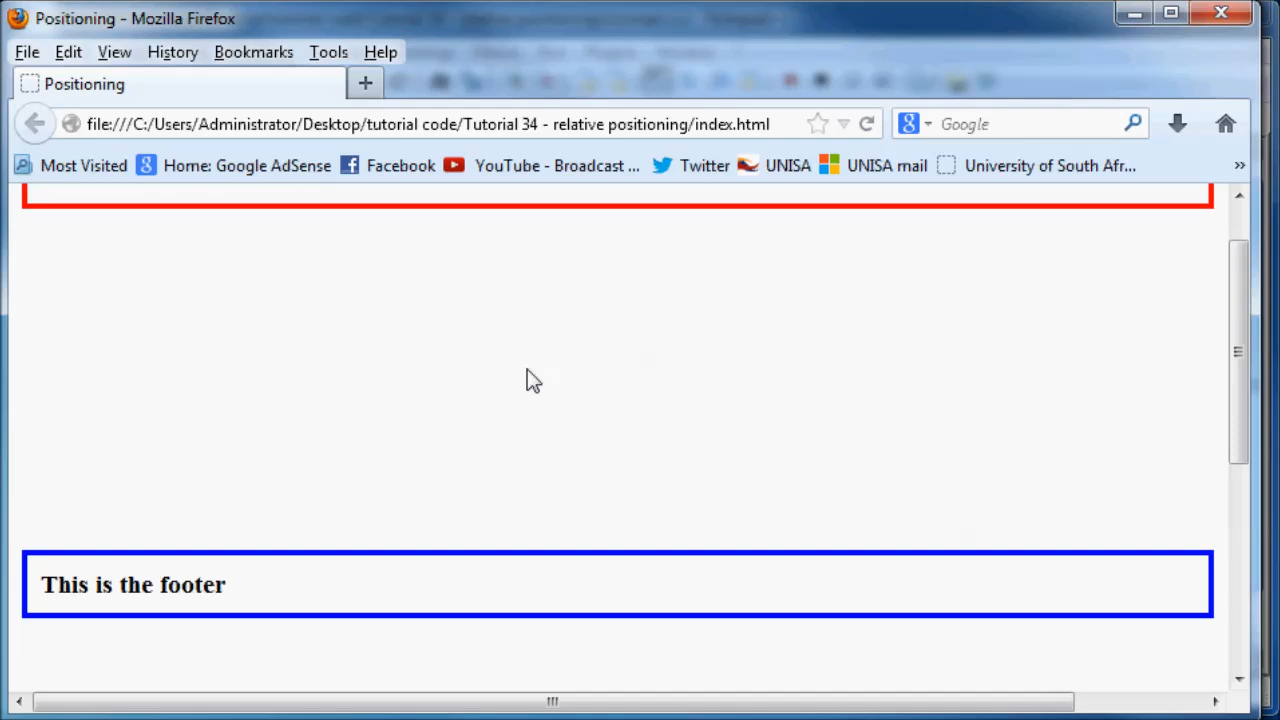 Positioning - Mozilla Firefox
File Edit View History Bookmarks Tools Help
Positioning
file:///C:/Users/Administrator/Desktop/tutorial code/Tutorial 34 - relative positioning/index.html Google
Most Visited Home: Google AdSense Facebook YouTube - Broadcast ... Twitter UNISA UNISA mail University of South Afr... »
This is the footer